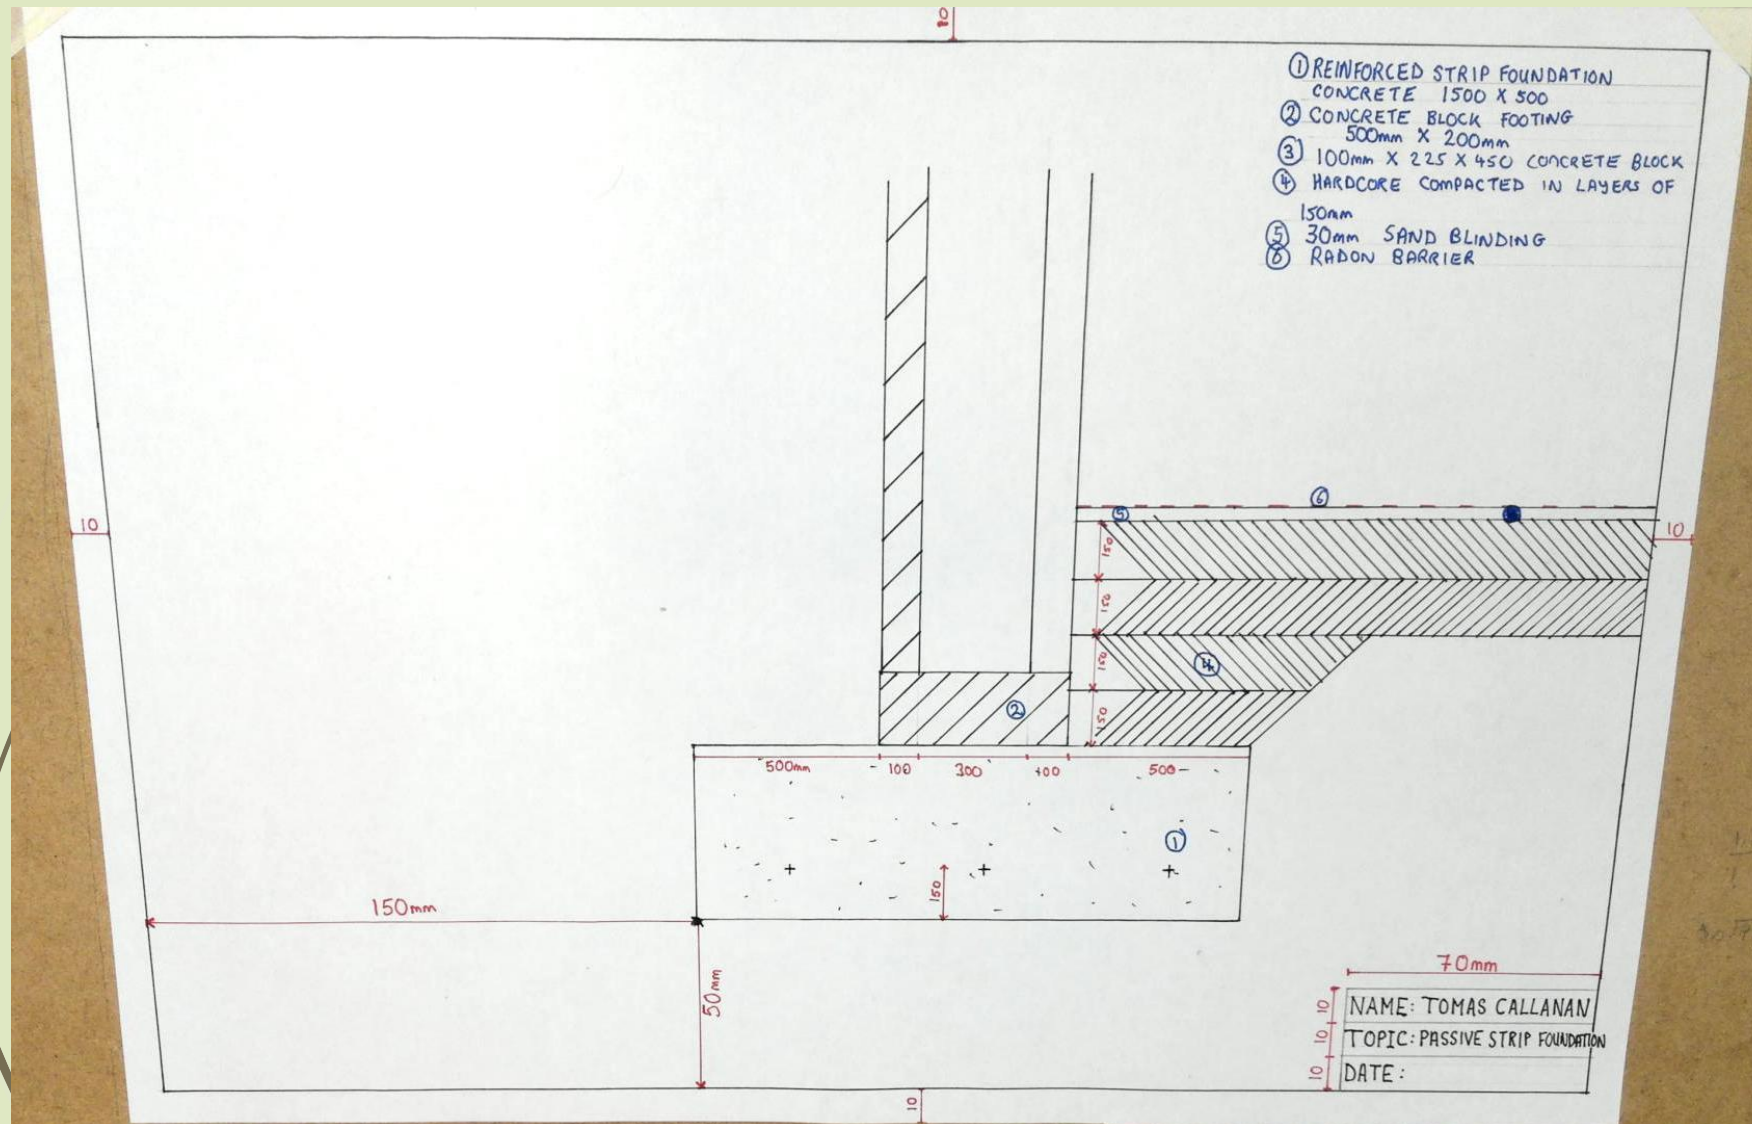 10
① REINFORCED STRIP FOUNDATION
CONCRETE 1500 X 500
② CONCRETE BLOCK FOOTING
500mm X 200mm
③ 100mm X 225 X 450 CONCRETE BLOCK
④ HARDCORE COMPACTED IN LAYERS OF
150mm
⑤ 30mm SAND BLINDING
⑥ RADON BARRIER
⑥
⑤
10
10
150
150
150
④
150
②
500mm
100
300
100
500
①
150
150mm
50mm
70mm
10
NAME: TOMAS CALLANAN
10
TOPIC: PASSIVE STRIP FOUNDATION
10
DATE:
10